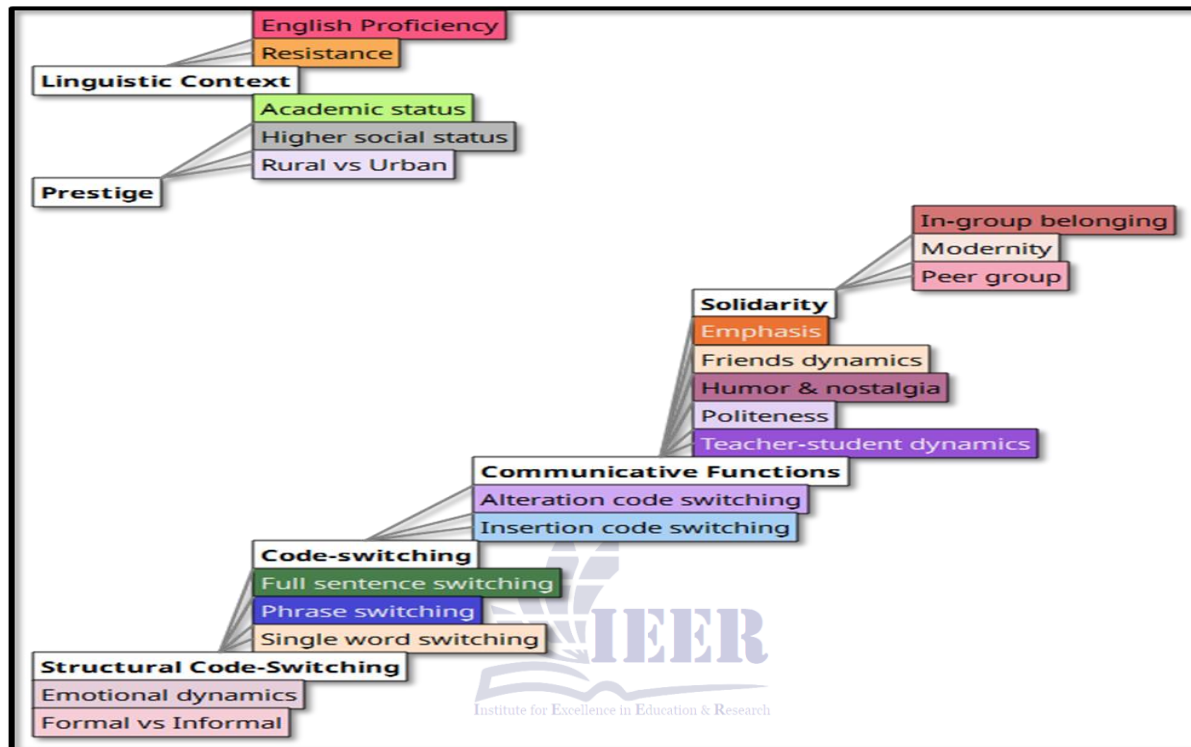 English Proficiency
Resistance
Linguistic Context
Academic status
Higher social status
Rural vs Urban
Prestige
In-group belonging
Modernity
Peer group
Solidarity
Emphasis
Friends dynamics
Humor & nostalgia
Politeness
Teacher-student dynamics
Communicative Functions
Alteration code switching
Insertion code switching
Code-switching
Full sentence switching
Phrase switching
Single word switching
Structural Code-Switching
Emotional dynamics
Formal vs Informal
IEER
Institute for Excellence in Education & Research